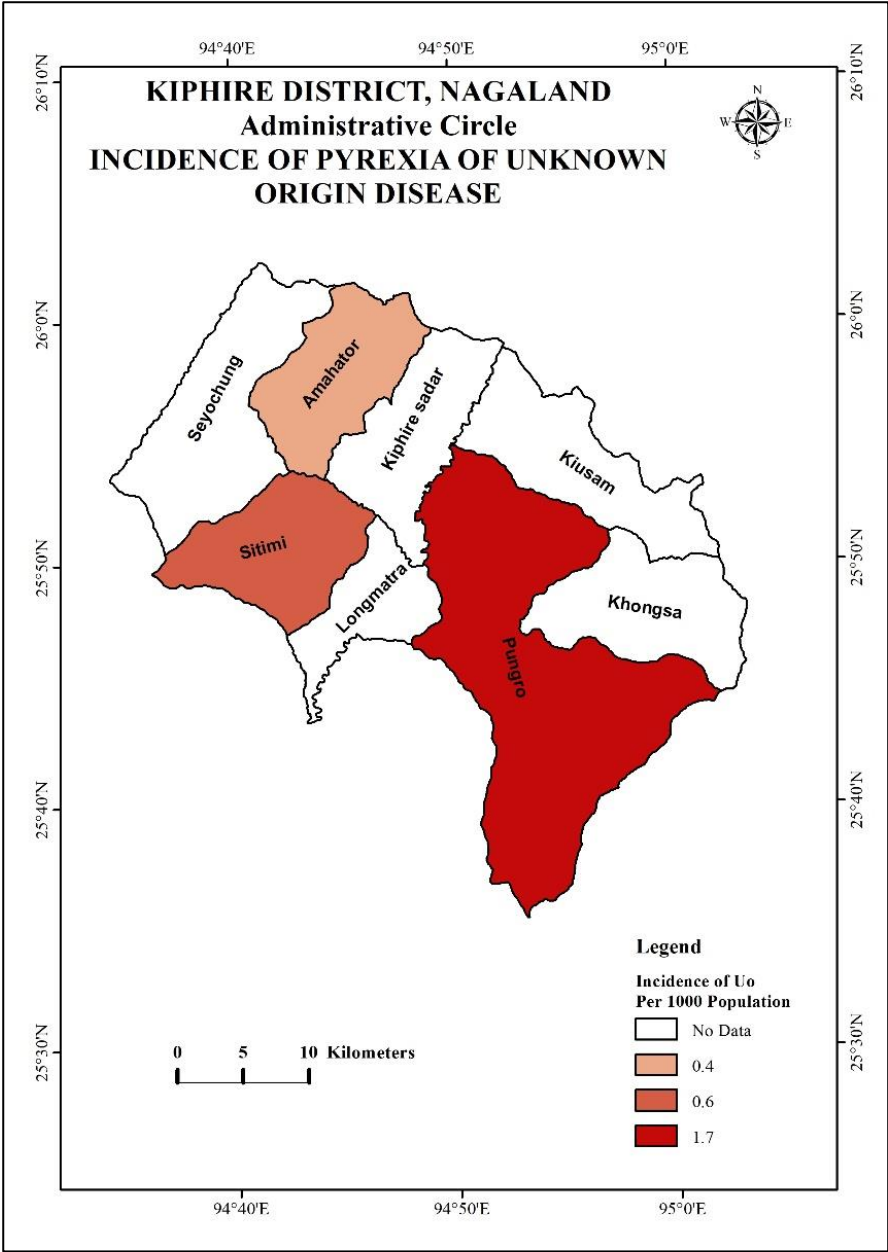 94°40'E 94°50'E 95°0'E
26°10'N 26°10'N
KIPHIRE DISTRICT, NAGALAND
Administrative Circle
INCIDENCE OF PYREXIA OF UNKNOWN
ORIGIN DISEASE
N
W E
S
26°0'N 26°0'N
Seyochung
Amahator
Kiphire sadar
Kiusam
Sitimi
25°50'N 25°50'N
Longmatra
Khongsa
Pungro
25°40'N 25°40'N
Legend
Incidence of Uo
Per 1000 Population
No Data
0.4
0.6
1.7
25°30'N 25°30'N
0 5 10 Kilometers
94°40'E 94°50'E 95°0'E